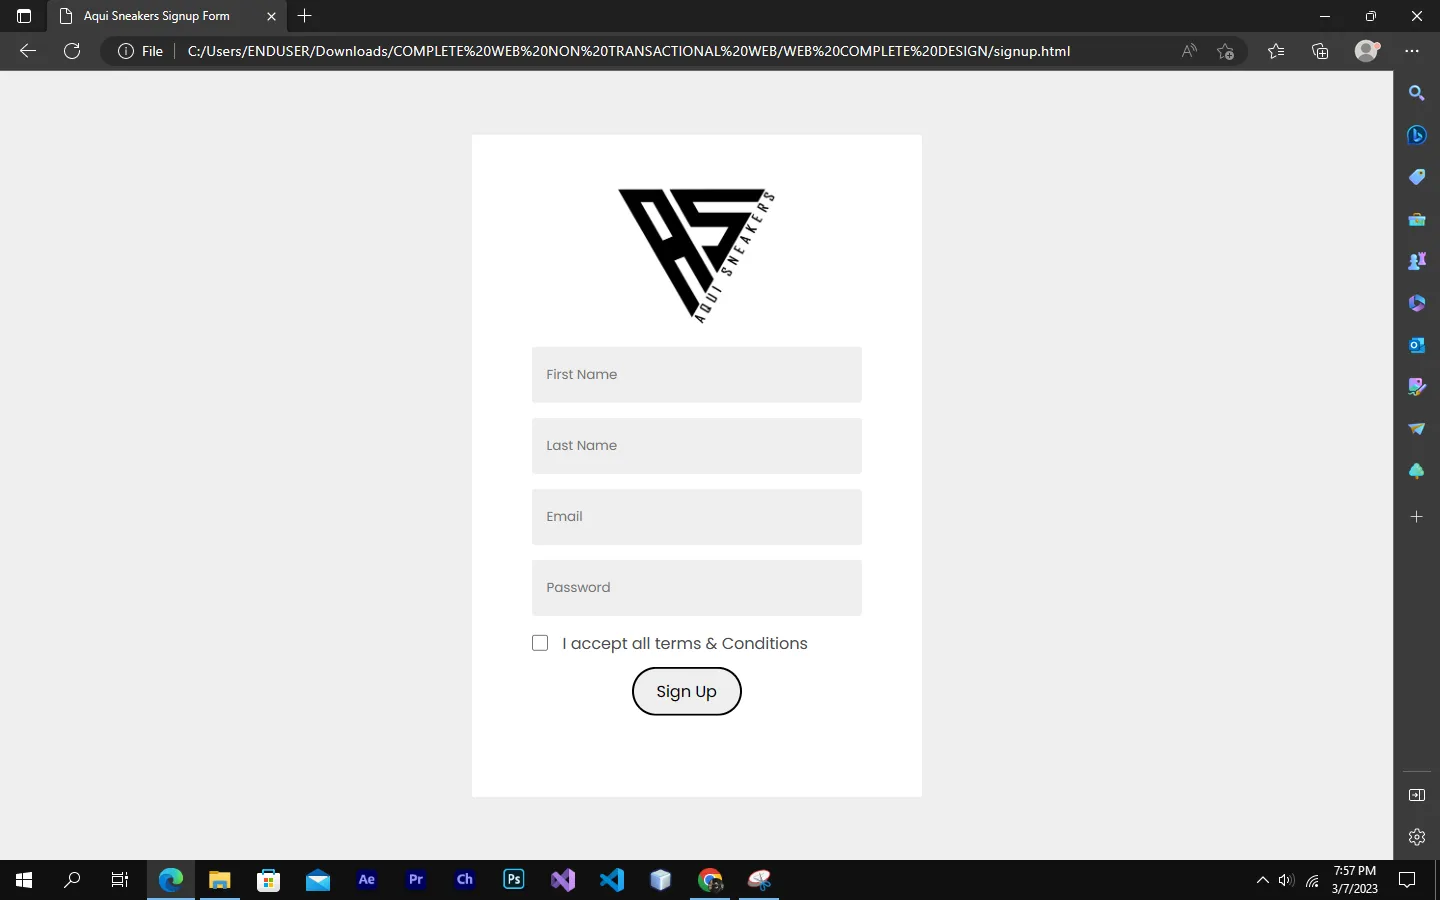 Aqui Sneakers Signup Form
File
C:/Users/ENDUSER/Downloads/COMPLETE%20WEB%20NON%20TRANSACTIONAL%20WEB/WEB%20COMPLETE%20DESIGN/signup.html
AS
AQUI SNEAKERS
First Name
Last Name
Email
Password
I accept all terms & Conditions
Sign Up
Ae
Pr
Ch
Ps
7:57 PM
3/7/2023